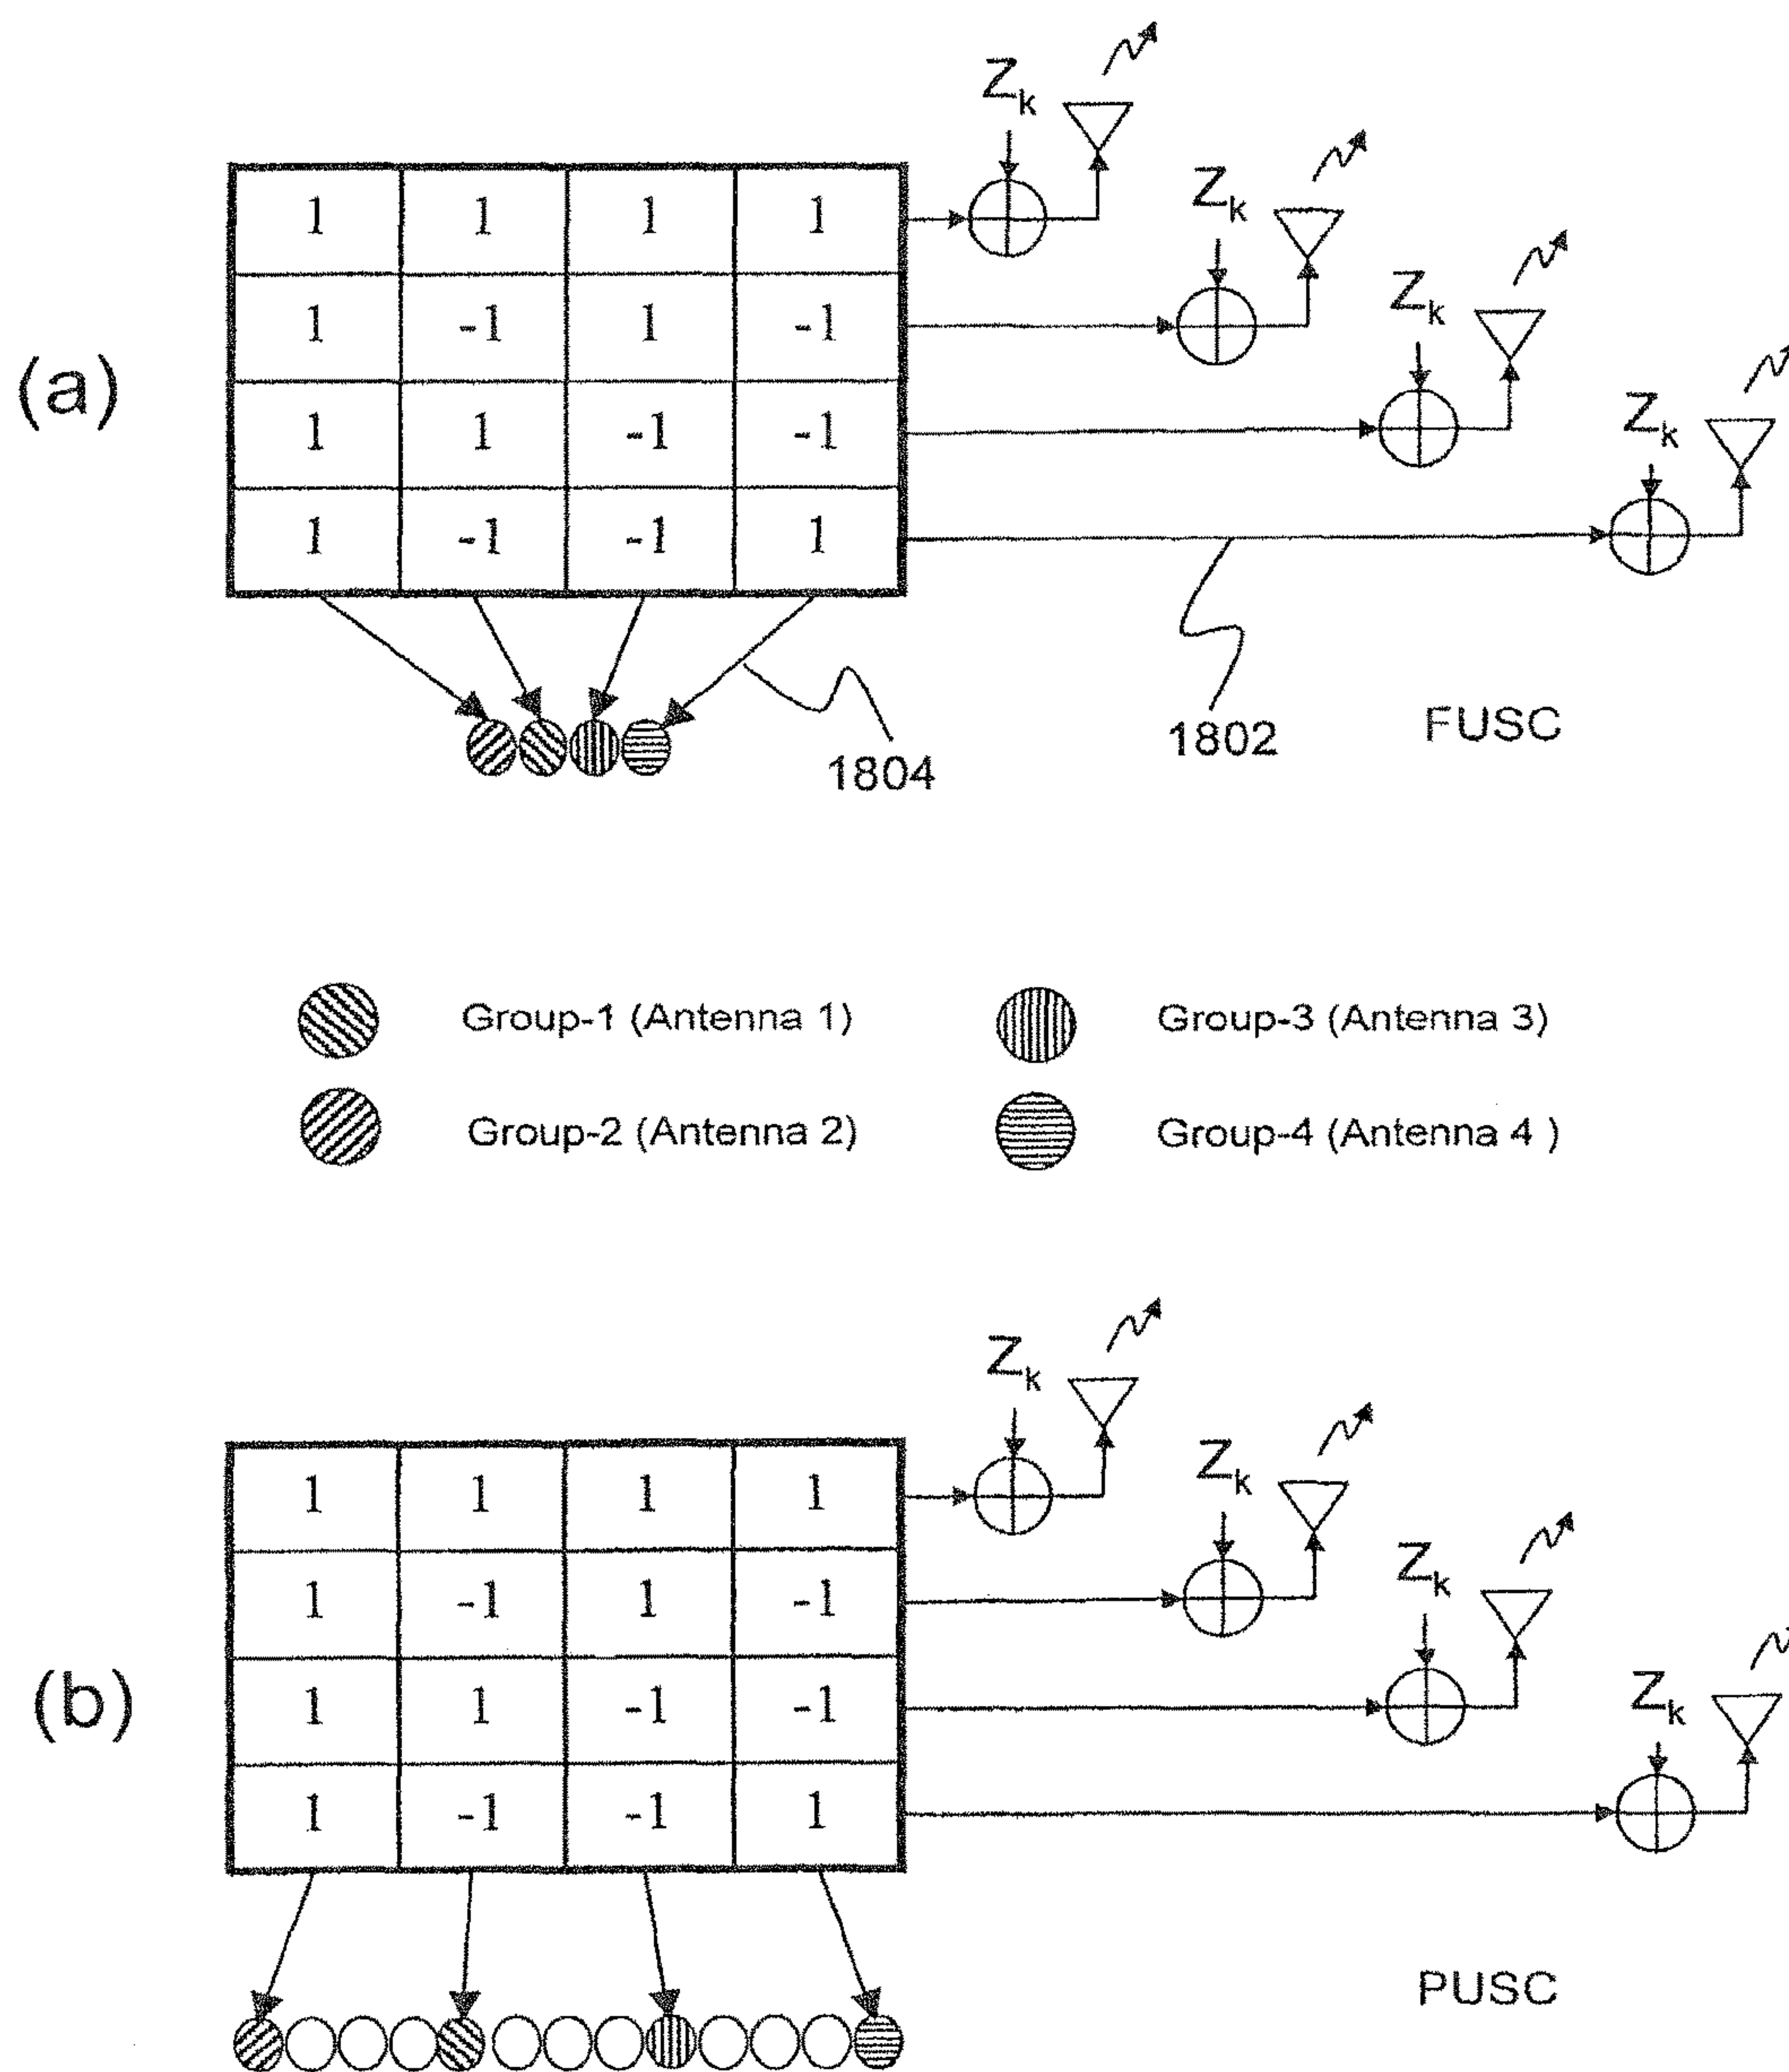 Z_k
Z_k
Z_k
Z_k
(a)
1 1 1 1
1 -1 1 -1
1 1 -1 -1
1 -1 -1 1
1804
1802
FUSC
Group-1 (Antenna 1)
Group-3 (Antenna 3)
Group-2 (Antenna 2)
Group-4 (Antenna 4 )
Z_k
Z_k
Z_k
Z_k
(b)
1 1 1 1
1 -1 1 -1
1 1 -1 -1
1 -1 -1 1
PUSC